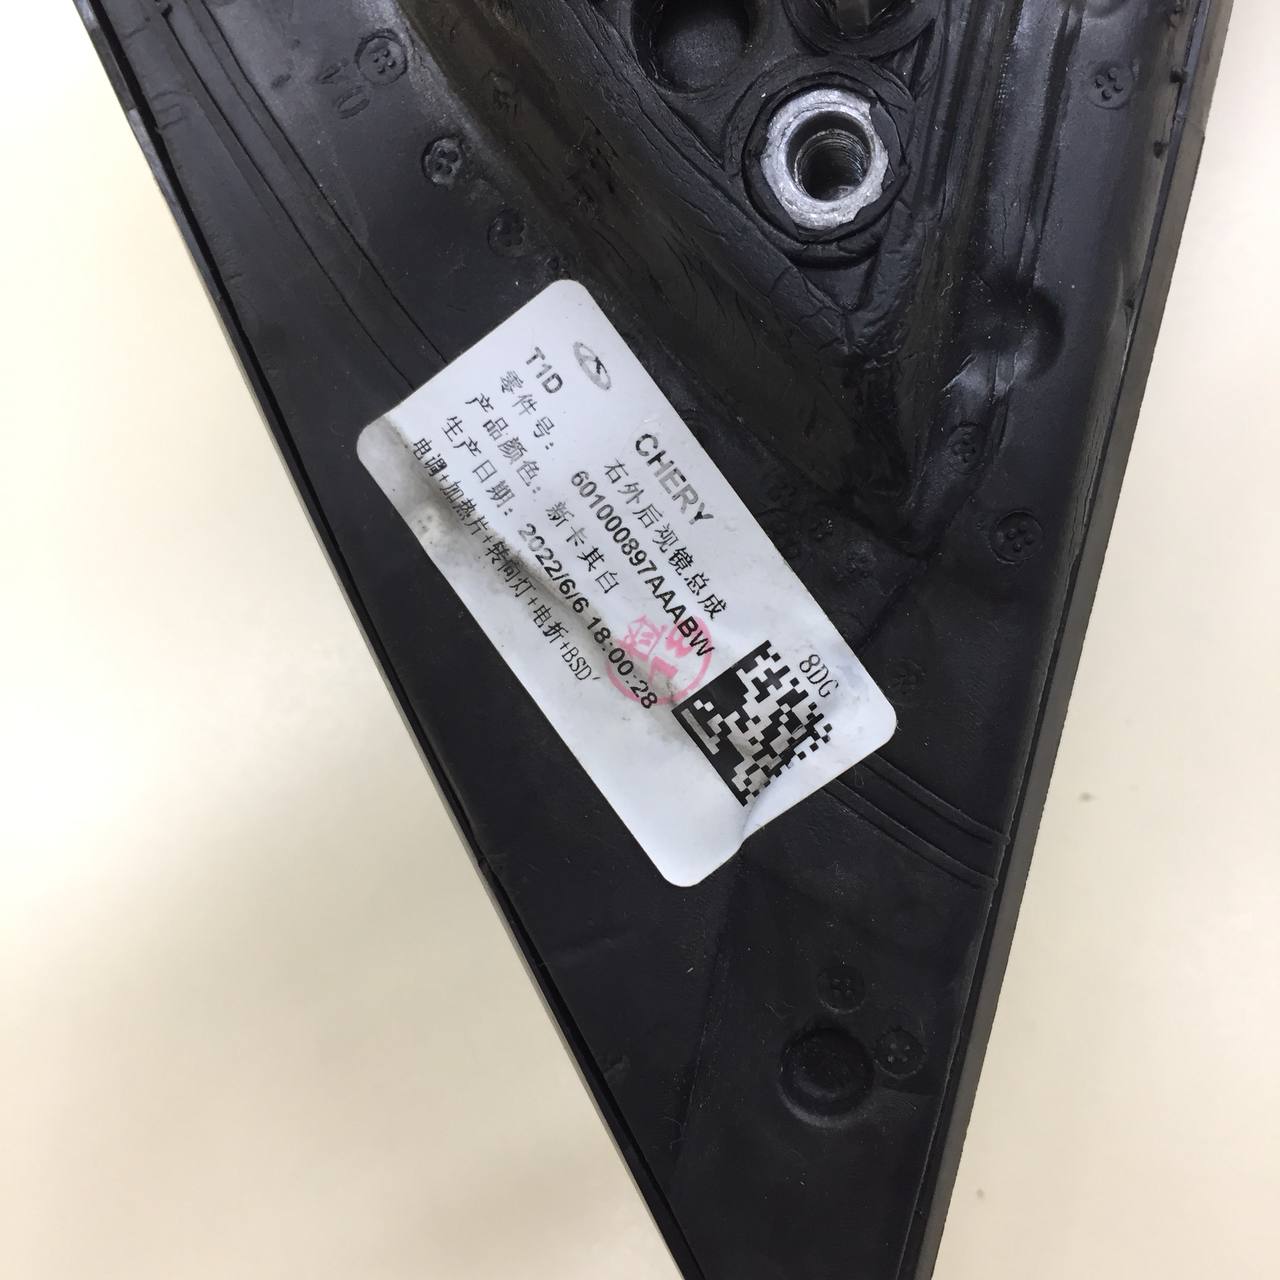 CHERY
T1D 右外后视镜总成
零件号: 601000897AAABW
产品颜色: 新卡其白
生产日期: 2022/6/6 18:00:28
电调+加热片+转向灯+电折+BSD
8DG